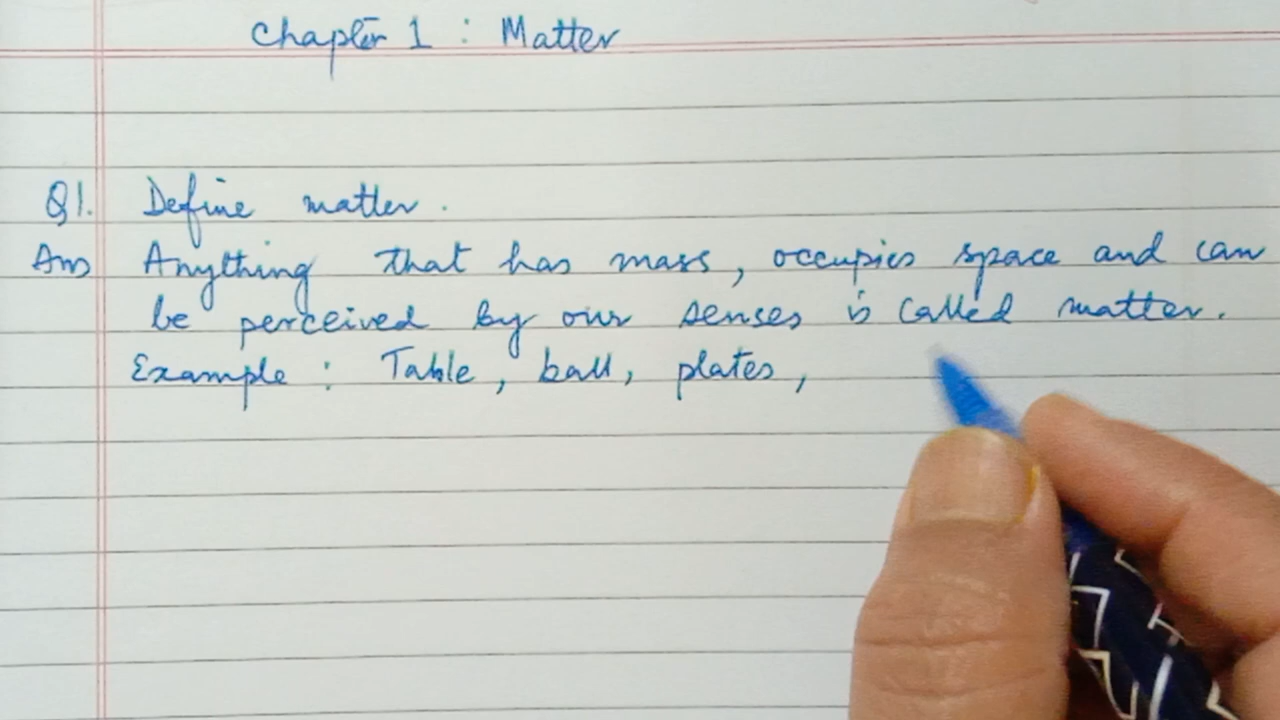 Chapter 1 : Matter
Q1. Define matter.
Ans Anything that has mass, occupies space and can
be perceived by our senses is called matter.
Example : Table, ball, plates,